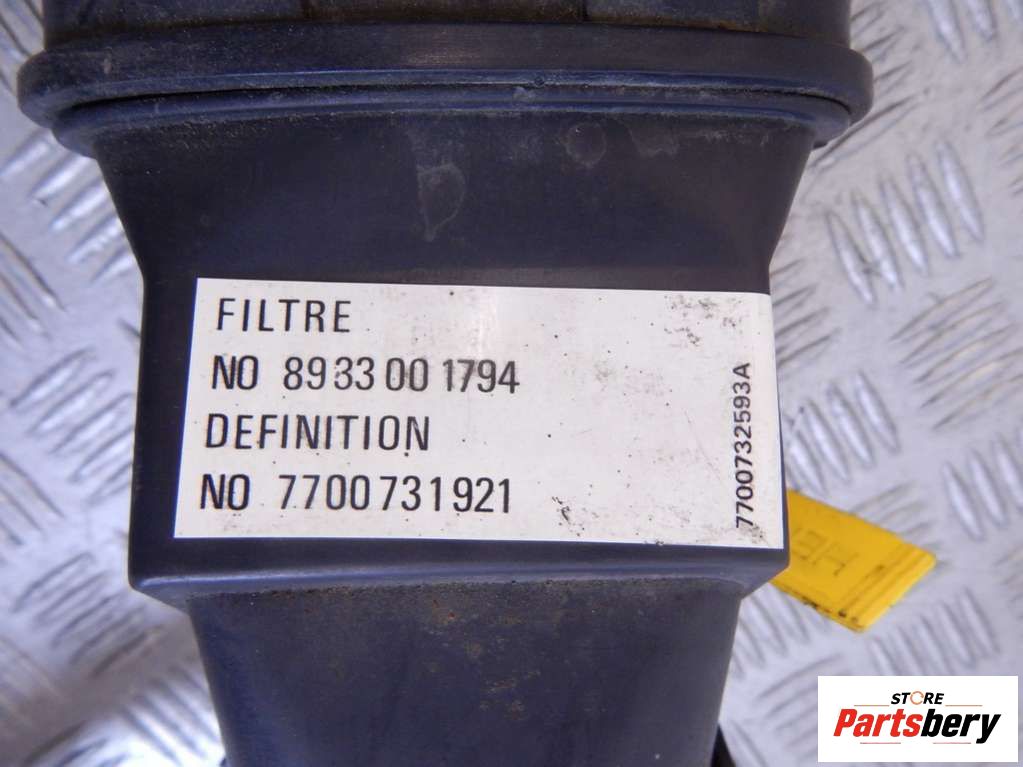 FILTRE
NO 8933001794
DEFINITION
NO 7700731921
7700732593A
STORE
Partsbery